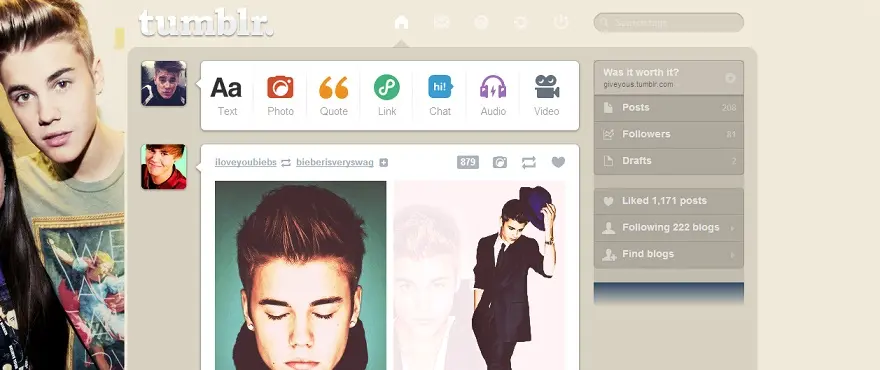 tumblr.
Search tags
Aa
Text
Photo
Quote
Link
hi!
Chat
Audio
Video
Was it worth it?
giveyous.tumblr.com
Posts 208
Followers 81
Drafts 2
iloveyoubiebs bieberisveryswag
879
Liked 1,171 posts
Following 222 blogs
Find blogs